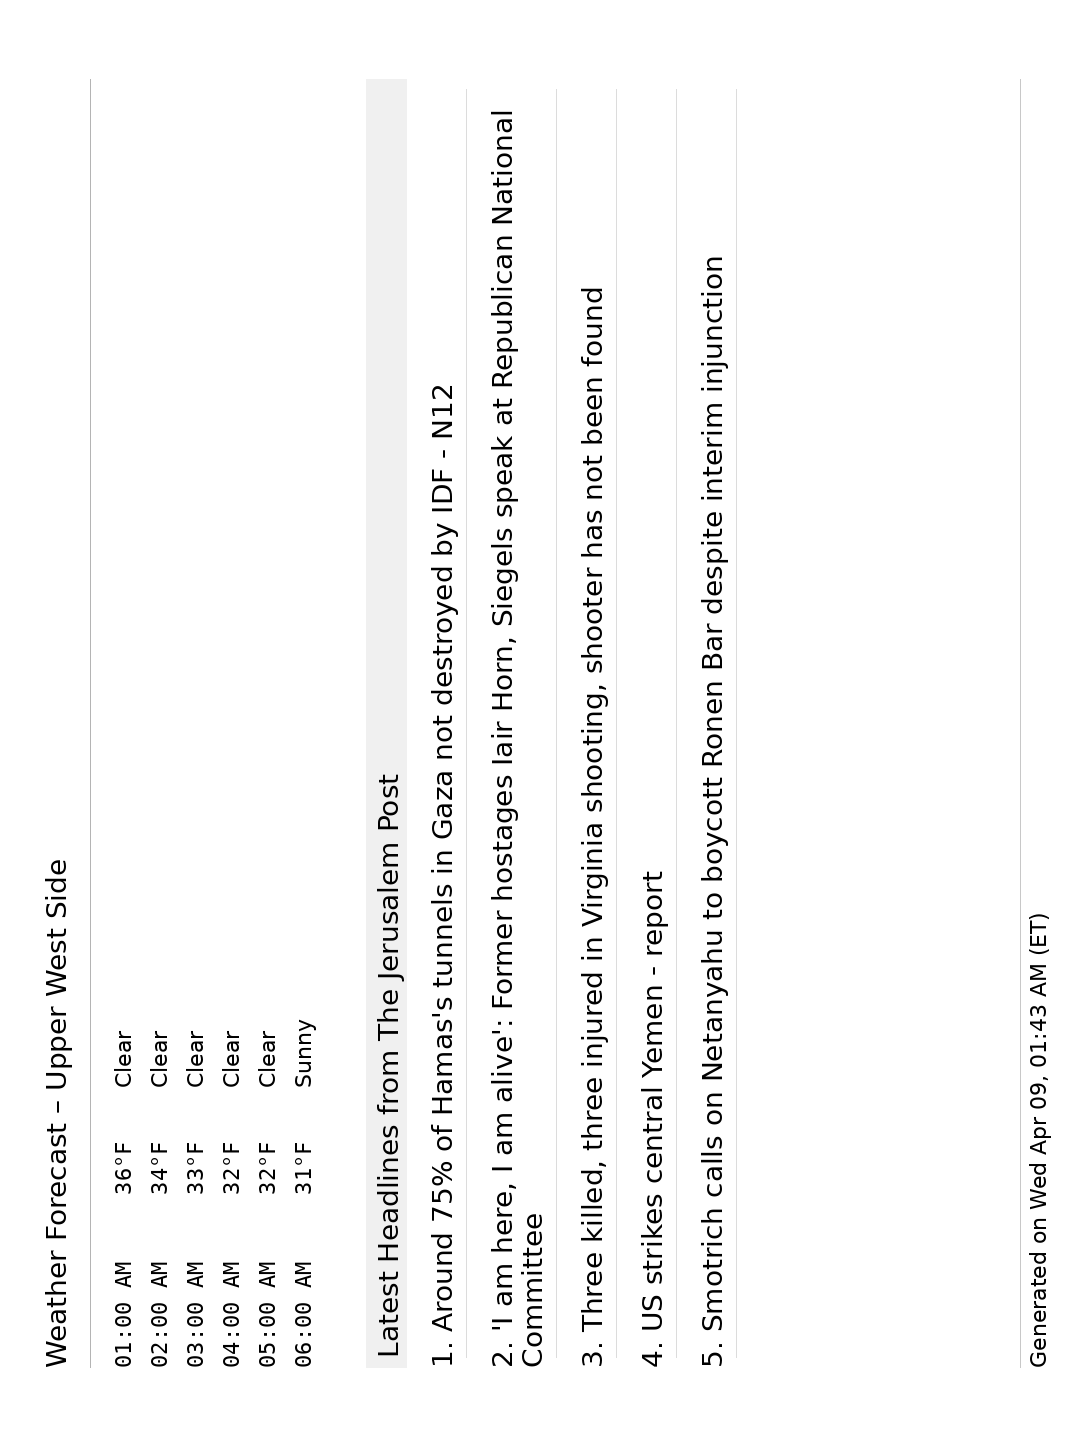 Weather Forecast – Upper West Side
01:00 AM 36°F Clear
02:00 AM 34°F Clear
03:00 AM 33°F Clear
04:00 AM 32°F Clear
05:00 AM 32°F Clear
06:00 AM 31°F Sunny
Latest Headlines from The Jerusalem Post
1. Around 75% of Hamas's tunnels in Gaza not destroyed by IDF - N12
2. 'I am here, I am alive': Former hostages Iair Horn, Siegels speak at Republican National
Committee
3. Three killed, three injured in Virginia shooting, shooter has not been found
4. US strikes central Yemen - report
5. Smotrich calls on Netanyahu to boycott Ronen Bar despite interim injunction
Generated on Wed Apr 09, 01:43 AM (ET)